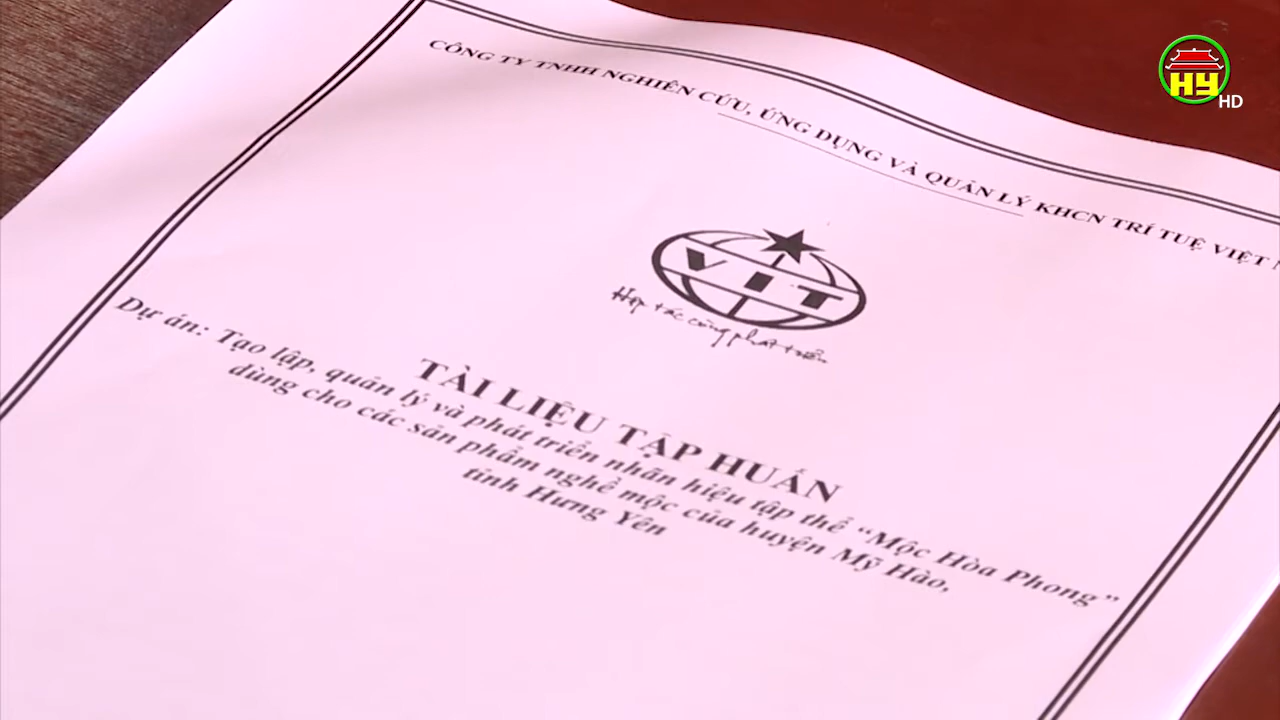 CÔNG TY TNHH NGHIÊN CỨU, ỨNG DỤNG VÀ QUẢN LÝ KHCN TRÍ TUỆ VIỆT
VIT
Hợp tác cùng phát triển
TÀI LIỆU TẬP HUẤN
Dự án: Tạo lập, quản lý và phát triển nhãn hiệu tập thể “Mộc Hòa Phong”
dùng cho các sản phẩm nghề mộc của huyện Mỹ Hào,
tỉnh Hưng Yên
HY
HD